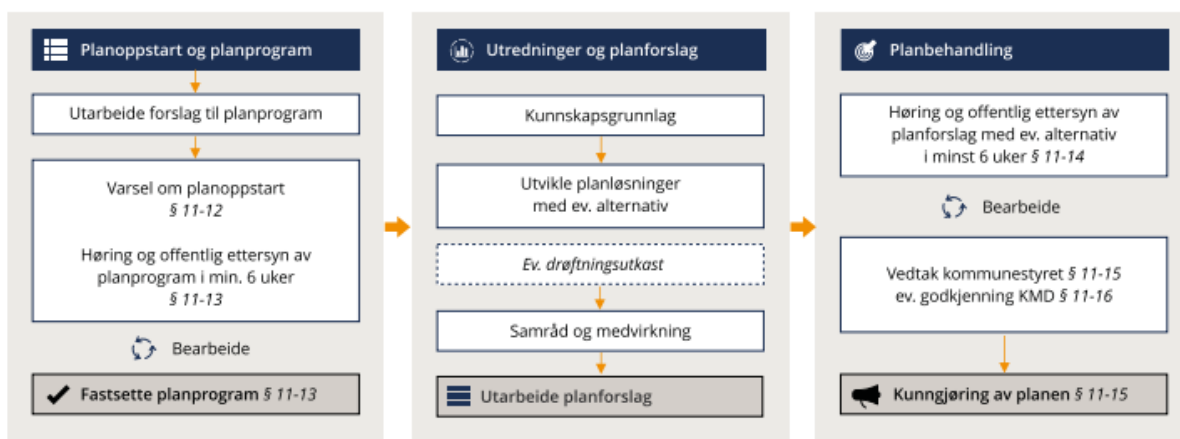 Planoppstart og planprogram
Utarbeide forslag til planprogram
Varsel om planoppstart
§ 11-12
Høring og offentlig ettersyn av
planprogram i min. 6 uker
§ 11-13
Bearbeide
Fastsette planprogram § 11-13
Utredninger og planforslag
Kunnskapsgrunnlag
Utvikle planløsninger
med ev. alternativ
Ev. drøftningsutkast
Samråd og medvirkning
Utarbeide planforslag
Planbehandling
Høring og offentlig ettersyn av
planforslag med ev. alternativ
i minst 6 uker § 11-14
Bearbeide
Vedtak kommunestyret § 11-15
ev. godkjenning KMD § 11-16
Kunngjøring av planen § 11-15